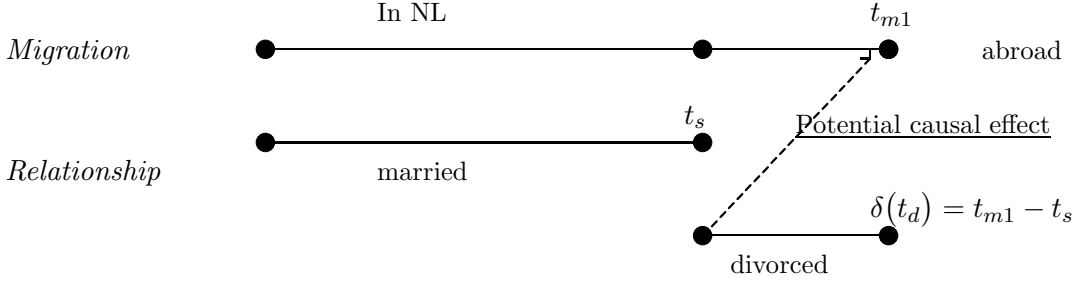 In NL
t_{m1}
Migration
abroad
t_s
Potential causal effect
Relationship
married
δ(t_d) = t_{m1} − t_s
divorced